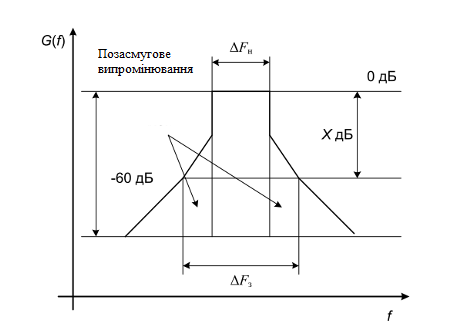 G(f)
Позасмугове
випромінювання
ΔFн
0 дБ
X дБ
-60 дБ
ΔFз
f